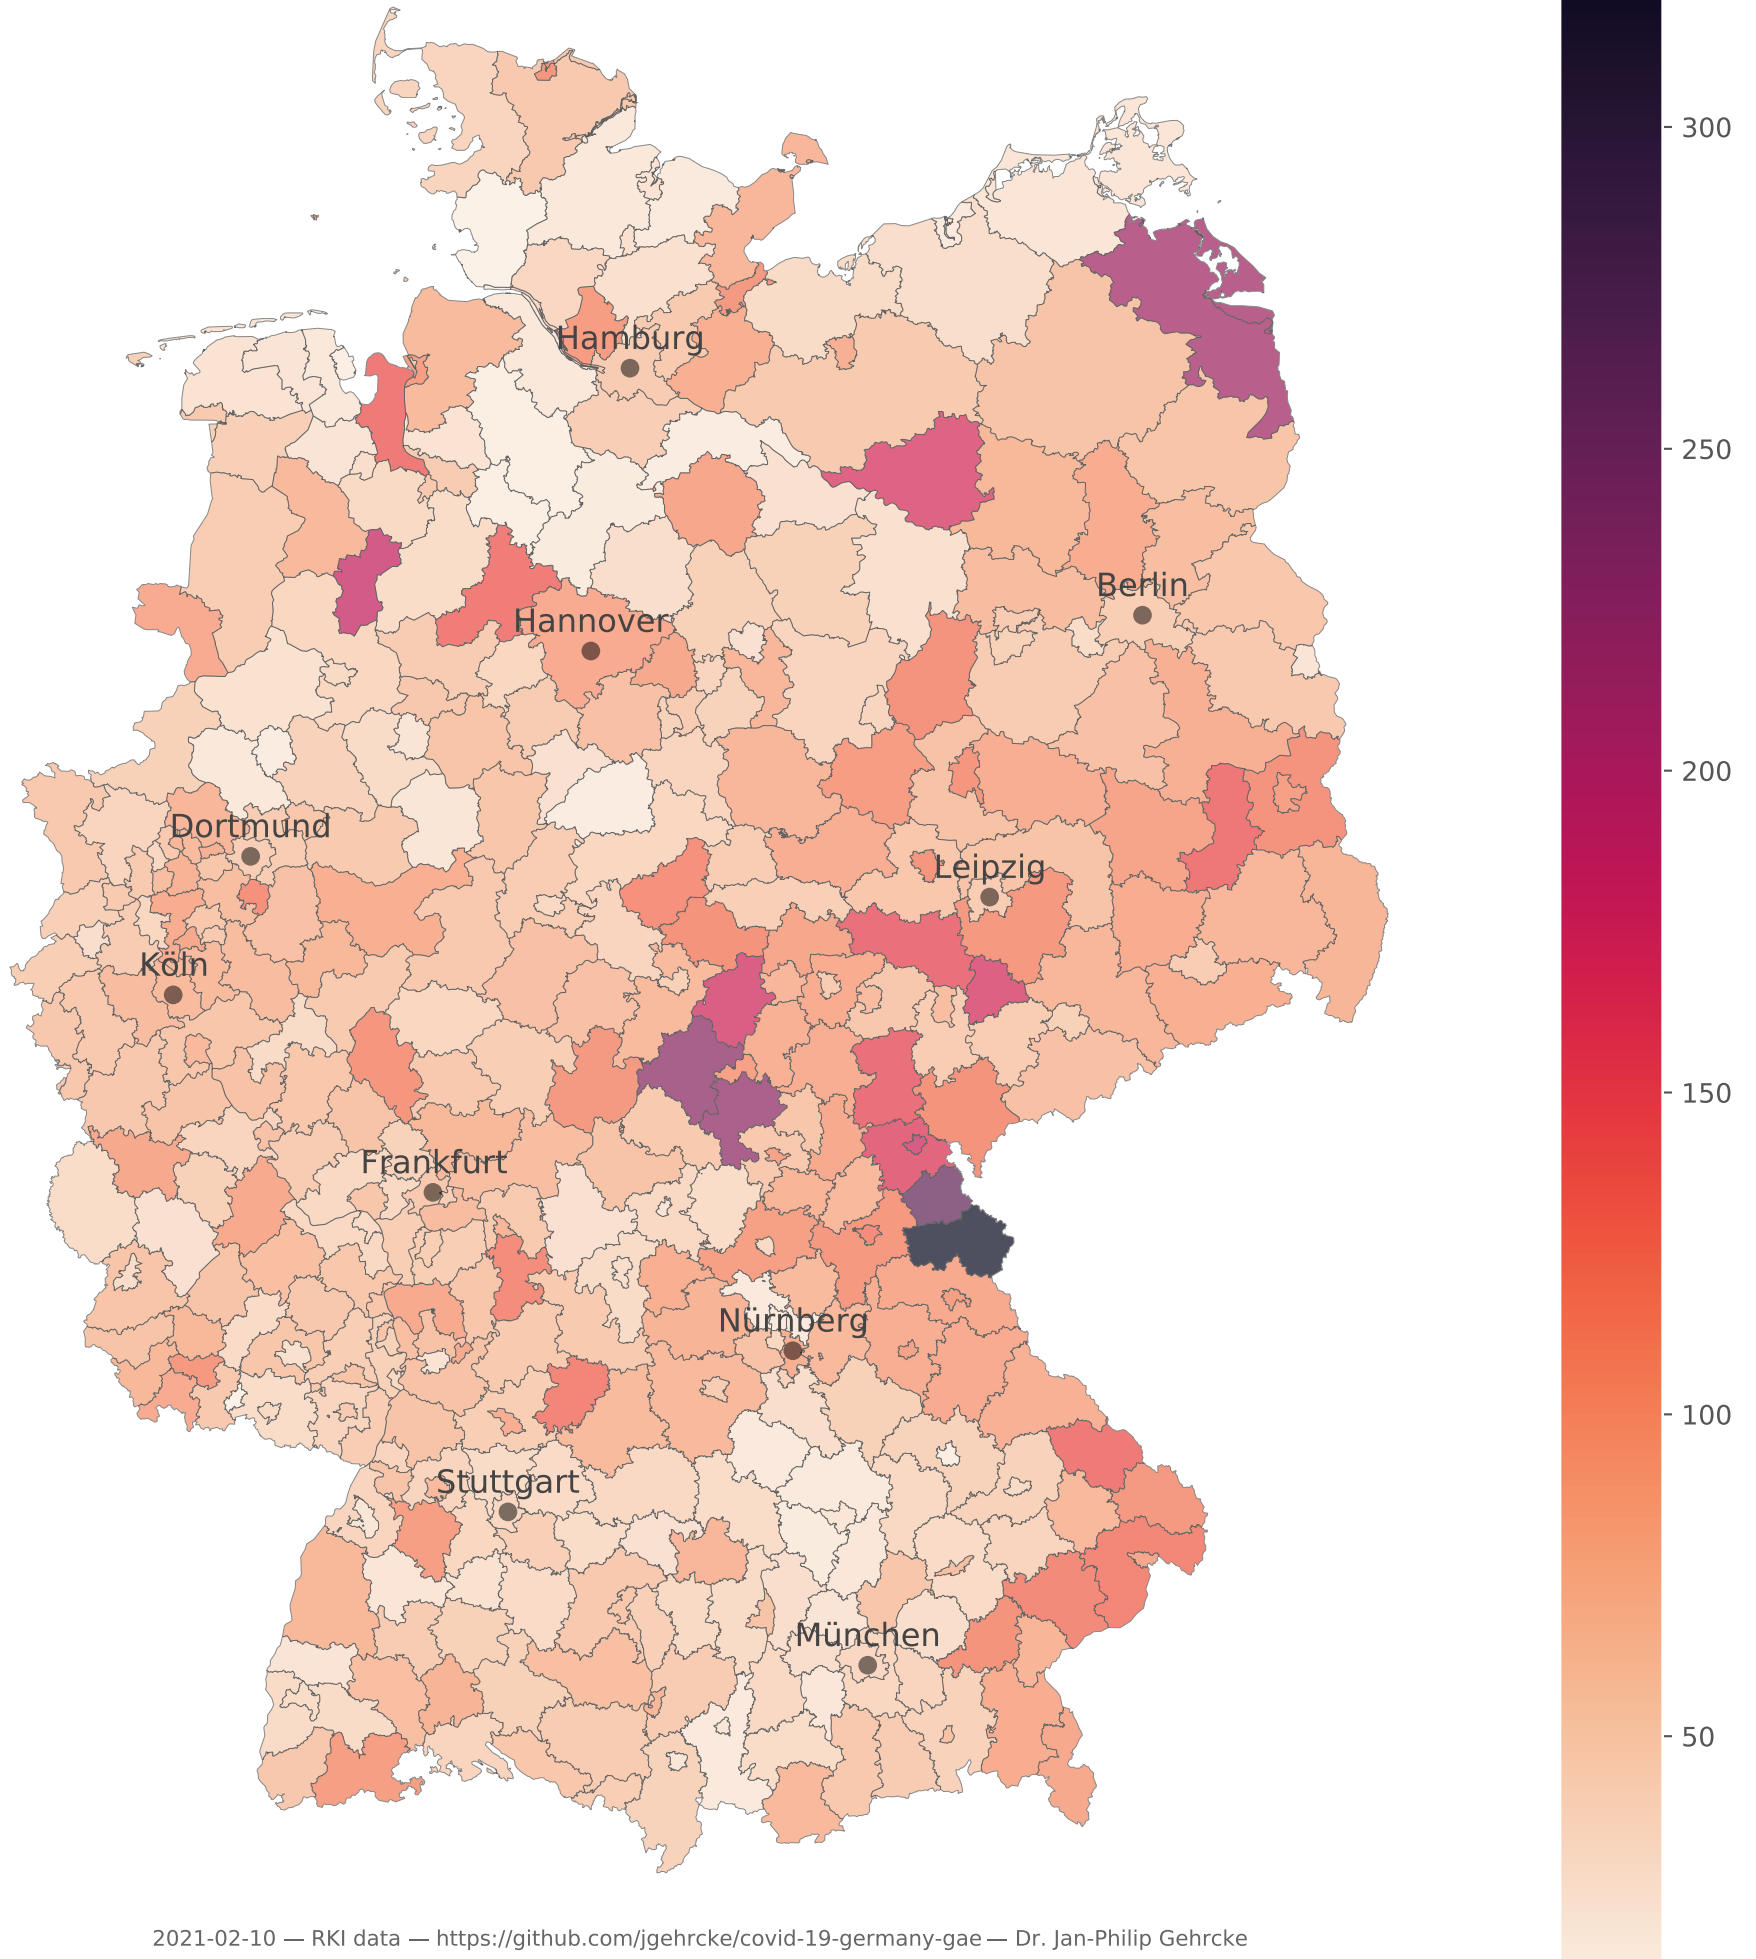 300
Hamburg
250
Berlin
Hannover
200
Dortmund
Leipzig
Köln
150
Frankfurt
Nürnberg
100
Stuttgart
München
50
2021-02-10 — RKI data — https://github.com/jgehrcke/covid-19-germany-gae — Dr. Jan-Philip Gehrcke